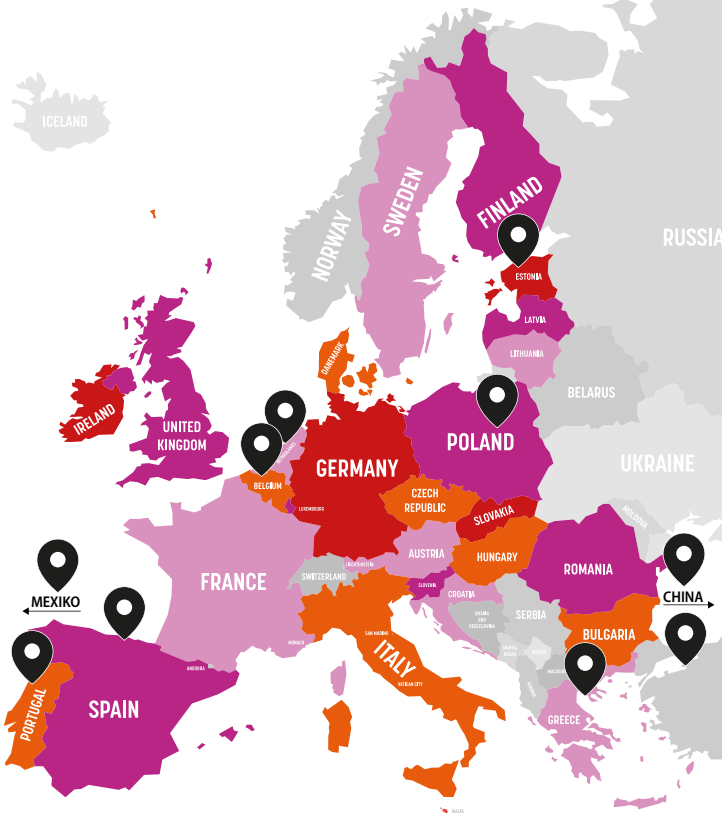 ICELAND
RUSSIA
FINLAND
SWEDEN
NORWAY
ESTONIA
LATVIA
LITHUANIA
DANEMARK
BELARUS
IRELAND
UNITED
KINGDOM
NETHERLANDS
POLAND
GERMANY
BELGIUM
UKRAINE
CZECH
REPUBLIC
LUXEMBOURG
SLOVAKIA
MOLDOVA
AUSTRIA
HUNGARY
LIECHTENSTEIN
SWITZERLAND
ROMANIA
FRANCE
SLOVENIA
CROATIA
MEXIKO
CHINA
BOSNIA
AND
HERZEGOVINA
SERBIA
SAN MARINO
BULGARIA
MONACO
ITALY
ANDORRA
MACEDONIA
VATICAN CITY
PORTUGAL
SPAIN
GREECE
MALTA